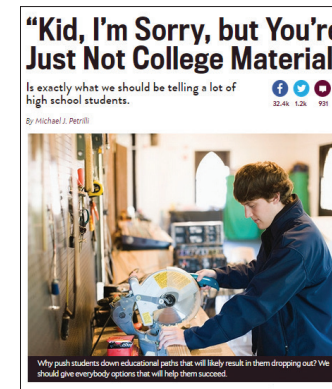 “Kid, I’m Sorry, but You’re
Just Not College Material
Is exactly what we should be telling a lot of
high school students.
32.4k 1.2k 931
By Michael J. Petrilli
Why push students down educational paths that will likely result in them dropping out? We
should give everybody options that will help them succeed.